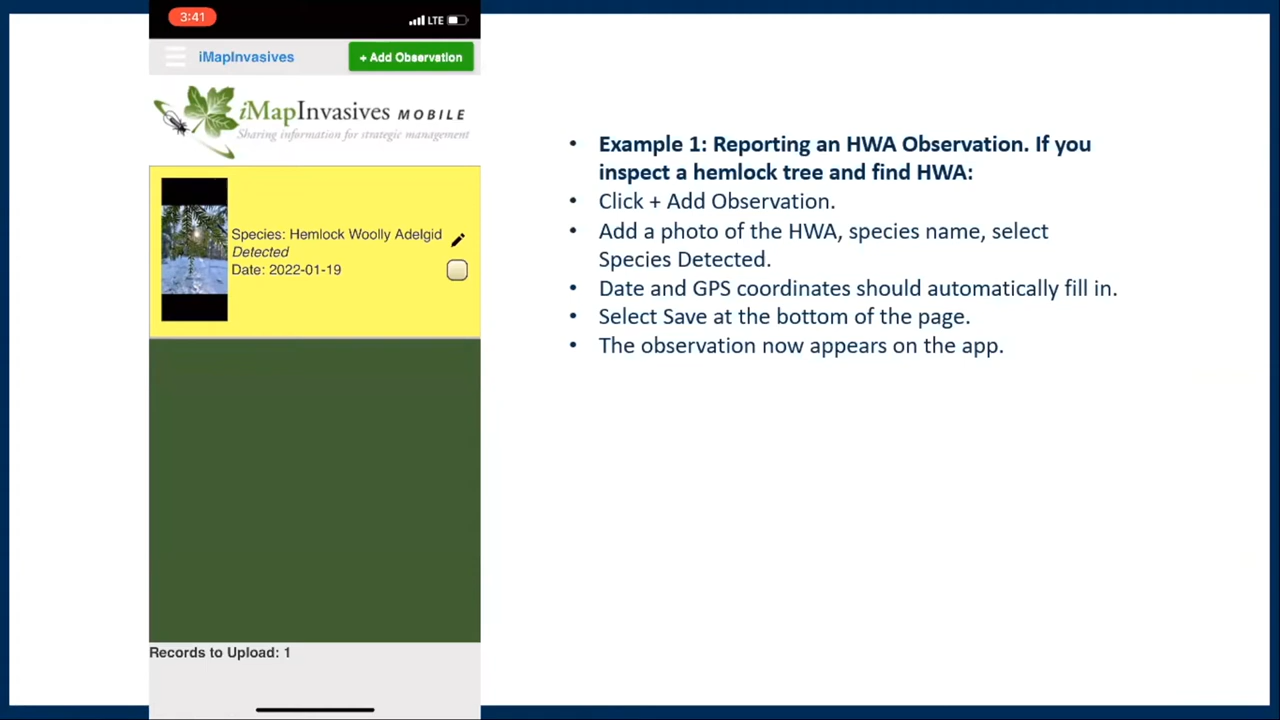 3:41
LTE
iMapInvasives
+ Add Observation
iMapInvasives MOBILE
Sharing information for strategic management
Species: Hemlock Woolly Adelgid
Detected
Date: 2022-01-19
Records to Upload: 1
• Example 1: Reporting an HWA Observation. If you
inspect a hemlock tree and find HWA:
• Click + Add Observation.
• Add a photo of the HWA, species name, select
Species Detected.
• Date and GPS coordinates should automatically fill in.
• Select Save at the bottom of the page.
• The observation now appears on the app.